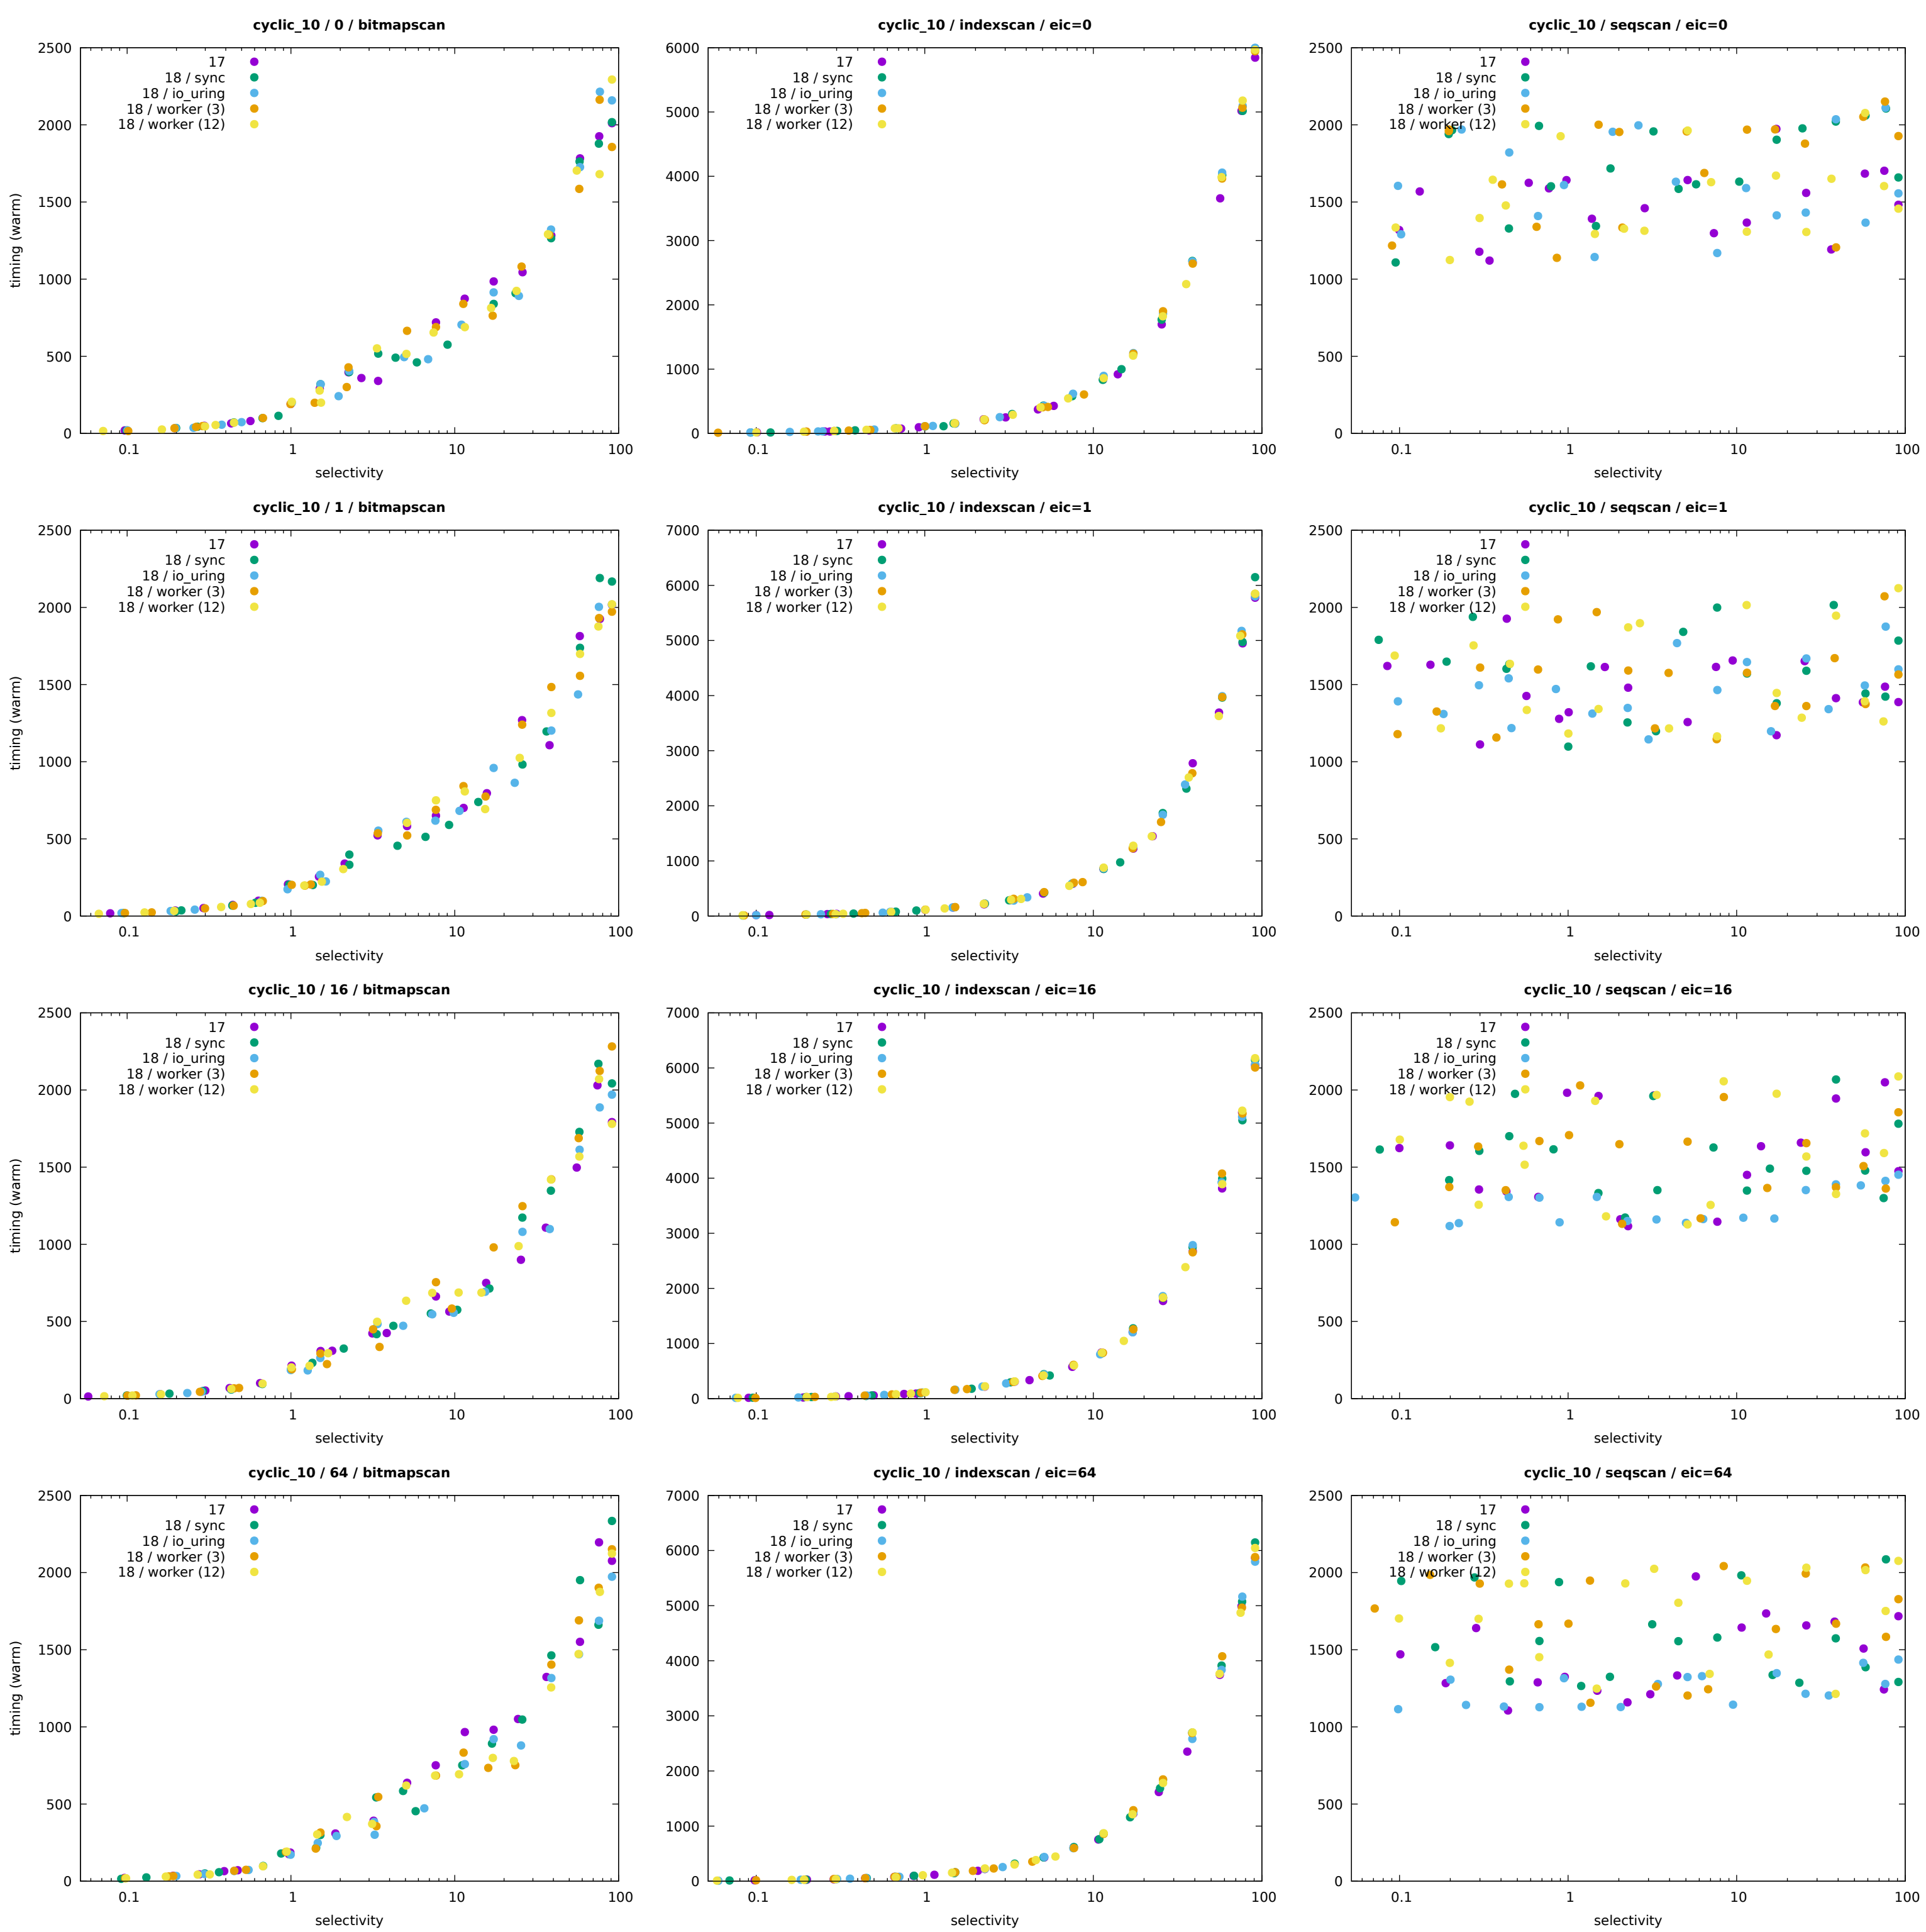 cyclic_10 / 0 / bitmapscan
timing (warm)
2500
2000
1500
1000
500
0
17
18 / sync
18 / io_uring
18 / worker (3)
18 / worker (12)
0.1 1 10 100
selectivity
cyclic_10 / indexscan / eic=0
6000
5000
4000
3000
2000
1000
0
17
18 / sync
18 / io_uring
18 / worker (3)
18 / worker (12)
0.1 1 10 100
selectivity
cyclic_10 / seqscan / eic=0
2500
2000
1500
1000
500
0
17
18 / sync
18 / io_uring
18 / worker (3)
18 / worker (12)
0.1 1 10 100
selectivity
cyclic_10 / 1 / bitmapscan
timing (warm)
2500
2000
1500
1000
500
0
17
18 / sync
18 / io_uring
18 / worker (3)
18 / worker (12)
0.1 1 10 100
selectivity
cyclic_10 / indexscan / eic=1
7000
6000
5000
4000
3000
2000
1000
0
17
18 / sync
18 / io_uring
18 / worker (3)
18 / worker (12)
0.1 1 10 100
selectivity
cyclic_10 / seqscan / eic=1
2500
2000
1500
1000
500
0
17
18 / sync
18 / io_uring
18 / worker (3)
18 / worker (12)
0.1 1 10 100
selectivity
cyclic_10 / 16 / bitmapscan
timing (warm)
2500
2000
1500
1000
500
0
17
18 / sync
18 / io_uring
18 / worker (3)
18 / worker (12)
0.1 1 10 100
selectivity
cyclic_10 / indexscan / eic=16
7000
6000
5000
4000
3000
2000
1000
0
17
18 / sync
18 / io_uring
18 / worker (3)
18 / worker (12)
0.1 1 10 100
selectivity
cyclic_10 / seqscan / eic=16
2500
2000
1500
1000
500
0
17
18 / sync
18 / io_uring
18 / worker (3)
18 / worker (12)
0.1 1 10 100
selectivity
cyclic_10 / 64 / bitmapscan
timing (warm)
2500
2000
1500
1000
500
0
17
18 / sync
18 / io_uring
18 / worker (3)
18 / worker (12)
0.1 1 10 100
selectivity
cyclic_10 / indexscan / eic=64
7000
6000
5000
4000
3000
2000
1000
0
17
18 / sync
18 / io_uring
18 / worker (3)
18 / worker (12)
0.1 1 10 100
selectivity
cyclic_10 / seqscan / eic=64
2500
2000
1500
1000
500
0
17
18 / sync
18 / io_uring
18 / worker (3)
18 / worker (12)
0.1 1 10 100
selectivity